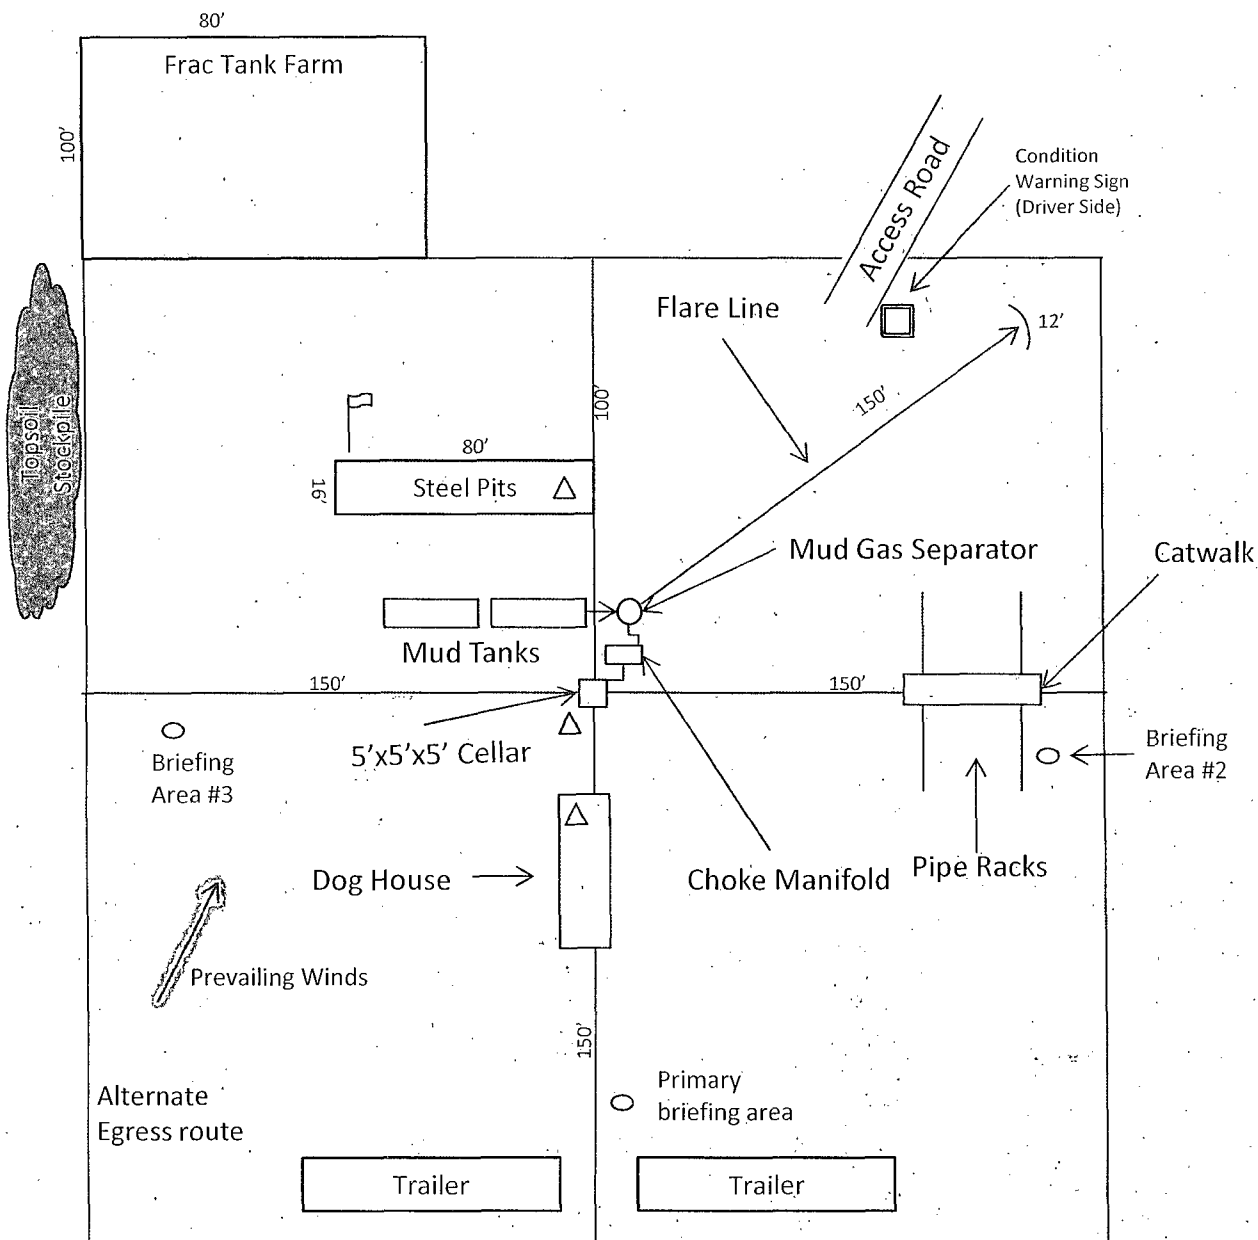 80’
Frac Tank Farm
100’
Access Road
Condition
Warning Sign
(Driver Side)
Topsoil
Stockpile
Flare Line
12’
150’
100’
80’
16’
Steel Pits
Mud Gas Separator
Catwalk
Mud Tanks
150’
150’
5’x5’x5’ Cellar
Briefing
Area #3
Briefing
Area #2
Dog House
Choke Manifold
Pipe Racks
Prevailing Winds
150’
Alternate
Egress route
Primary
briefing area
Trailer
Trailer